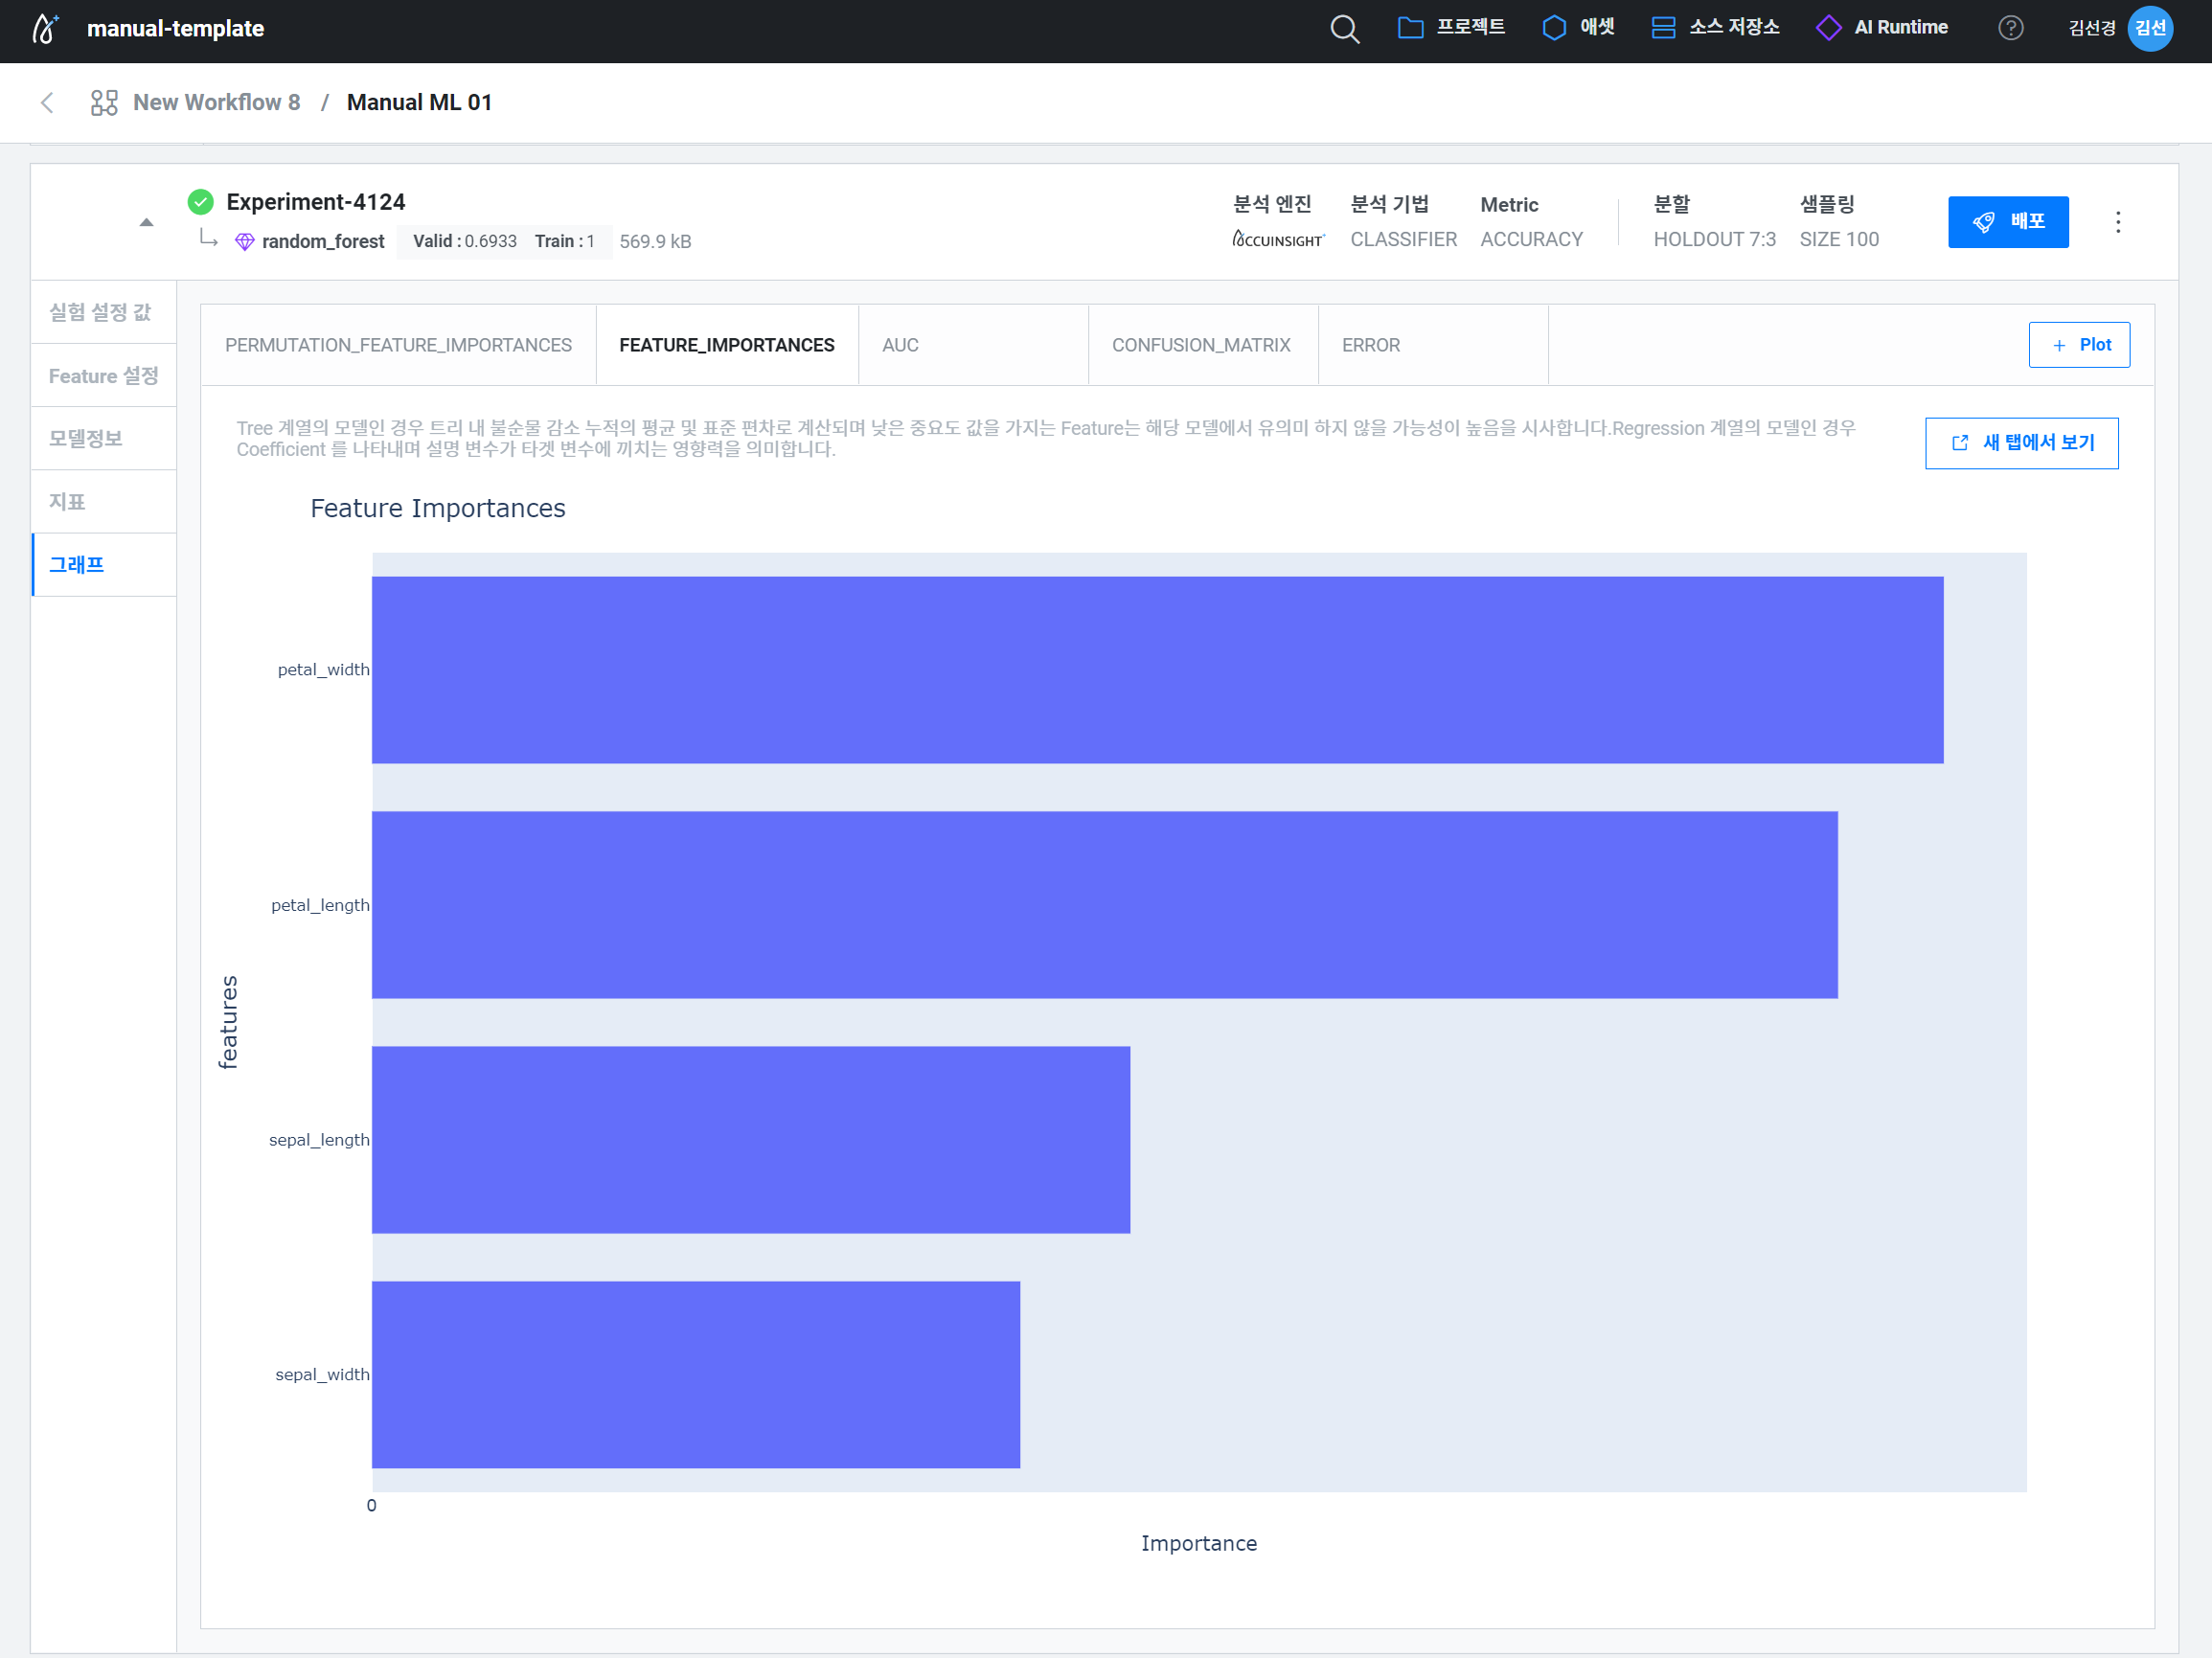 manual-template
프로젝트
애셋
소스 저장소
AI Runtime
?
김선경
김선
New Workflow 8 / Manual ML 01
Experiment-4124
random_forest
Valid : 0.6933 Train : 1
569.9 kB
분석 엔진
ACCUINSIGHT+
분석 기법
CLASSIFIER
Metric
ACCURACY
분할
HOLDOUT 7:3
샘플링
SIZE 100
배포
실험 설정 값
Feature 설정
모델정보
지표
그래프
PERMUTATION_FEATURE_IMPORTANCES
FEATURE_IMPORTANCES
AUC
CONFUSION_MATRIX
ERROR
+ Plot
Tree 계열의 모델인 경우 트리 내 불순물 감소 누적의 평균 및 표준 편차로 계산되며 낮은 중요도 값을 가지는 Feature는 해당 모델에서 유의미 하지 않을 가능성이 높음을 시사합니다.Regression 계열의 모델인 경우
Coefficient 를 나타내며 설명 변수가 타겟 변수에 끼치는 영향력을 의미합니다.
새 탭에서 보기
Feature Importances
petal_width
petal_length
features
sepal_length
sepal_width
0
Importance